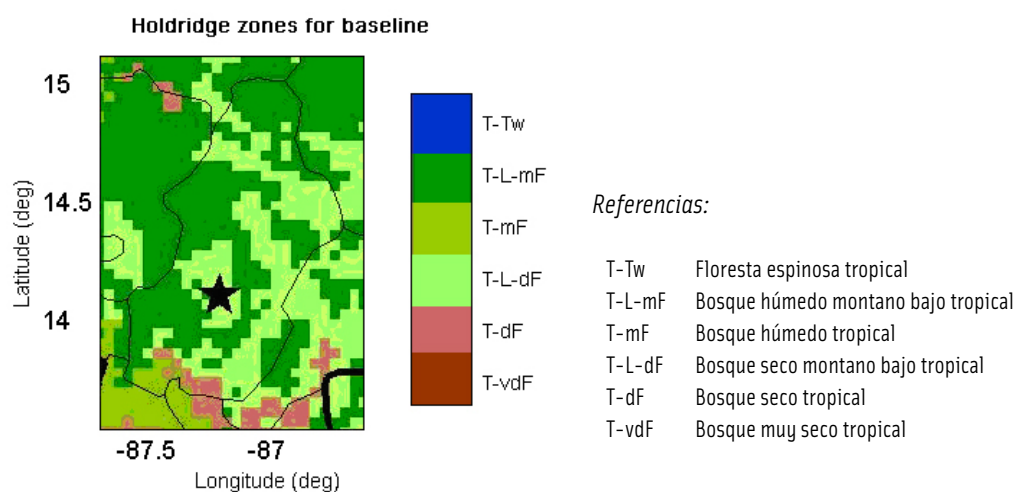 Holdridge zones for baseline
15
14.5
14
Latitude (deg)
-87.5
-87
Longitude (deg)
T-Tw
T-L-mF
T-mF
T-L-dF
T-dF
T-vdF
Referencias:
T-Tw Floresta espinosa tropical
T-L-mF Bosque húmedo montano bajo tropical
T-mF Bosque húmedo tropical
T-L-dF Bosque seco montano bajo tropical
T-dF Bosque seco tropical
T-vdF Bosque muy seco tropical